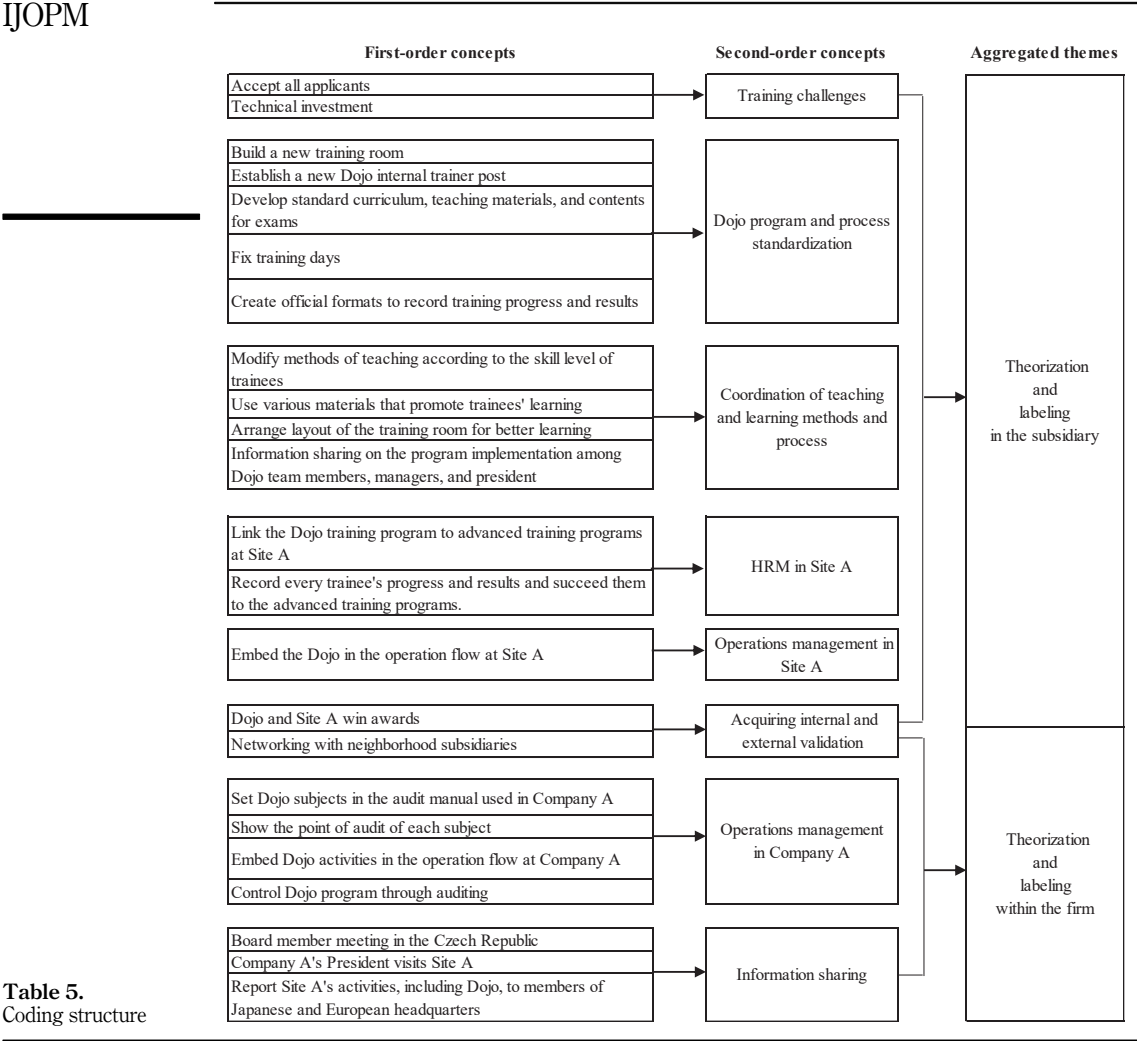 IJOPM
First-order concepts
Second-order concepts
Aggregated themes
Accept all applicants
Technical investment
Training challenges
Build a new training room
Establish a new Dojo internal trainer post
Develop standard curriculum, teaching materials, and contents
for exams
Fix training days
Create official formats to record training progress and results
Dojo program and process
standardization
Modify methods of teaching according to the skill level of
trainees
Use various materials that promote trainees' learning
Arrange layout of the training room for better learning
Information sharing on the program implementation among
Dojo team members, managers, and president
Coordination of teaching
and learning methods and
process
Link the Dojo training program to advanced training programs
at Site A
Record every trainee's progress and results and succeed them
to the advanced training programs.
HRM in Site A
Embed the Dojo in the operation flow at Site A
Operations management in
Site A
Theorization
and
labeling
in the subsidiary
Dojo and Site A win awards
Networking with neighborhood subsidiaries
Acquiring internal and
external validation
Set Dojo subjects in the audit manual used in Company A
Show the point of audit of each subject
Embed Dojo activities in the operation flow at Company A
Control Dojo program through auditing
Operations management
in Company A
Board member meeting in the Czech Republic
Company A's President visits Site A
Report Site A's activities, including Dojo, to members of
Japanese and European headquarters
Information sharing
Theorization
and
labeling
within the firm
Table 5.
Coding structure